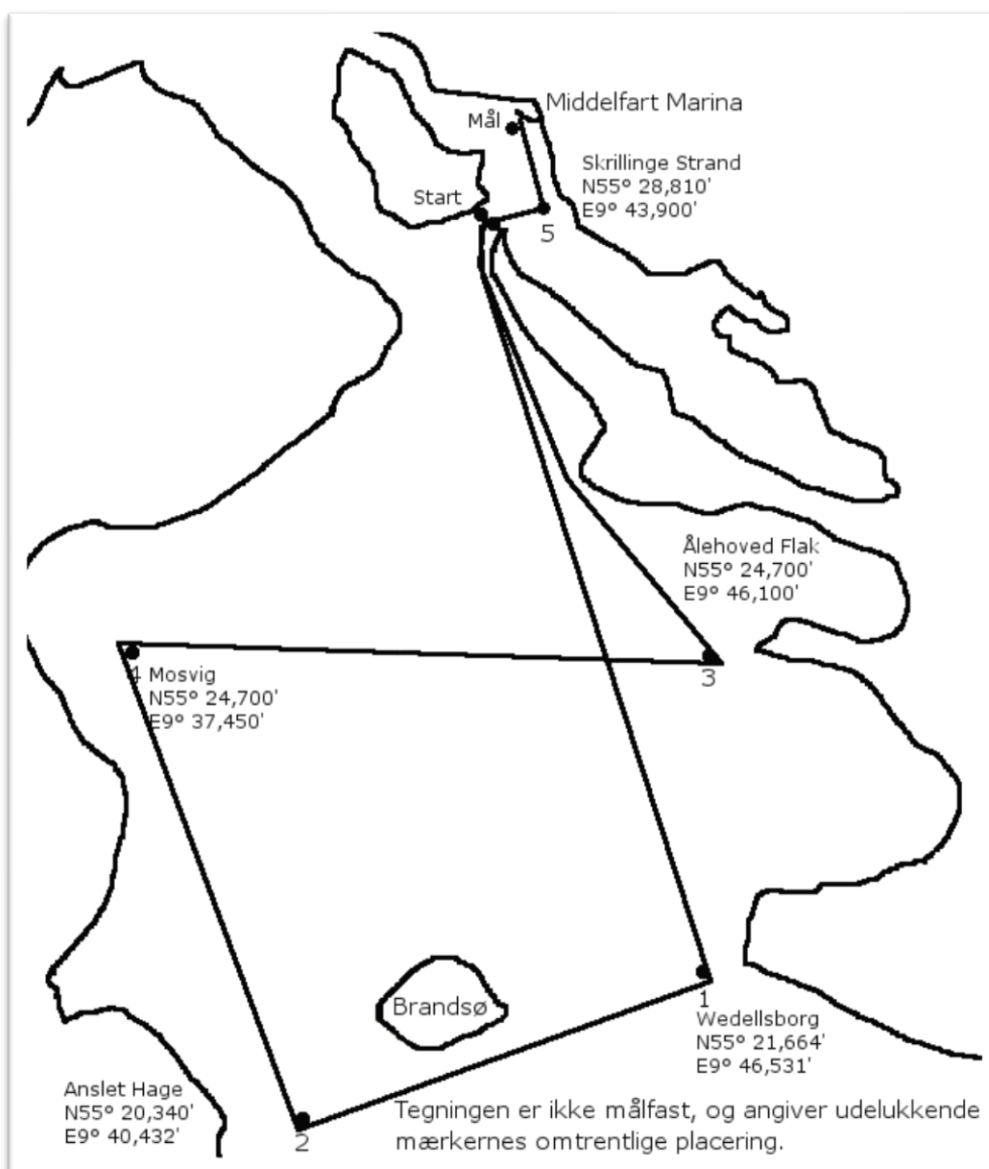 Middelfart Marina
Mål
Skrillinge Strand
N55° 28,810'
E9° 43,900'
Start
5
Ålehoved Flak
N55° 24,700'
E9° 46,100'
3
4 Mosvig
N55° 24,700'
E9° 37,450'
Brandsø
1
Wedellsborg
N55° 21,664'
E9° 46,531'
Anslet Hage
N55° 20,340'
E9° 40,432'
2
Tegningen er ikke målfast, og angiver udelukkende
mærkernes omtrentlige placering.